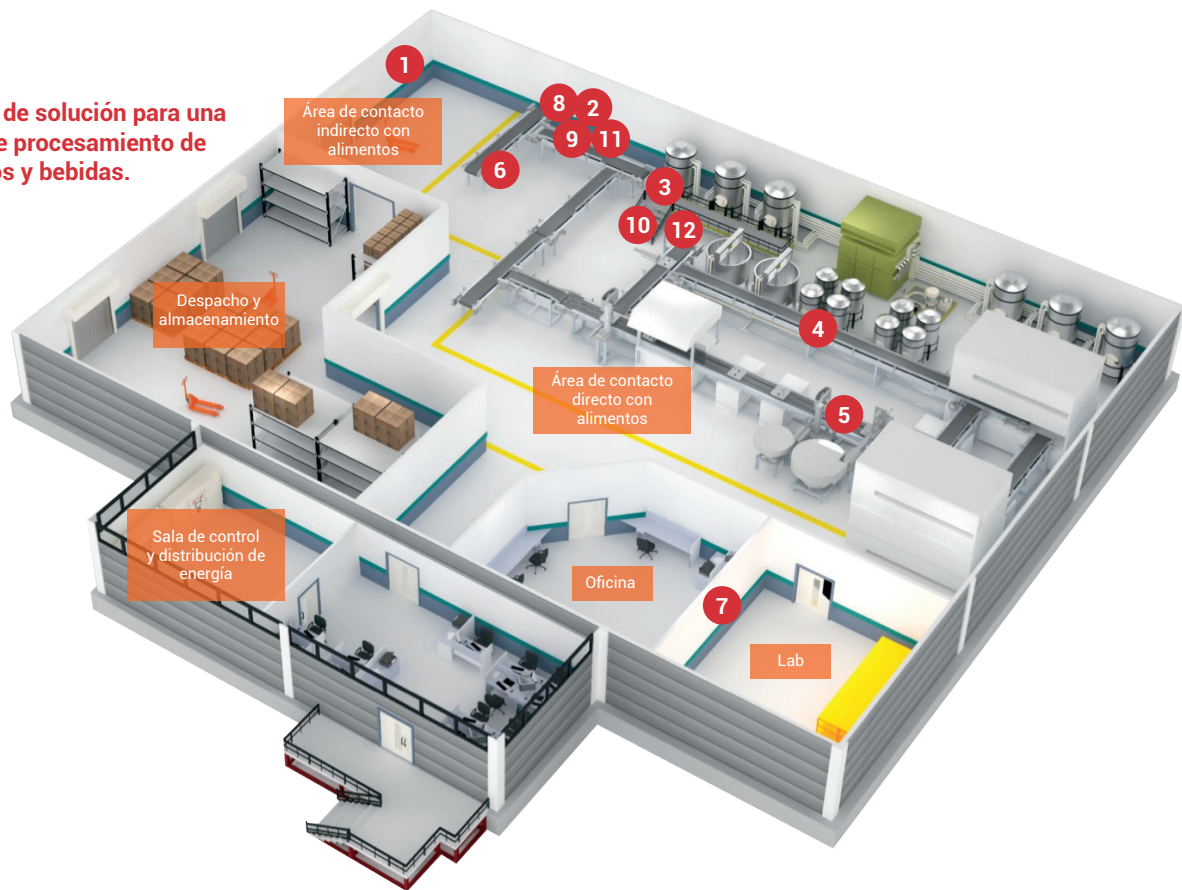 de solución para una
e procesamiento de
os y bebidas.
1
Área de contacto
indirecto con
alimentos
8
2
9
11
6
3
10
12
Despacho y
almacenamiento
4
Área de contacto
directo con
alimentos
5
Sala de control
y distribución de
energía
Oficina
7
Lab